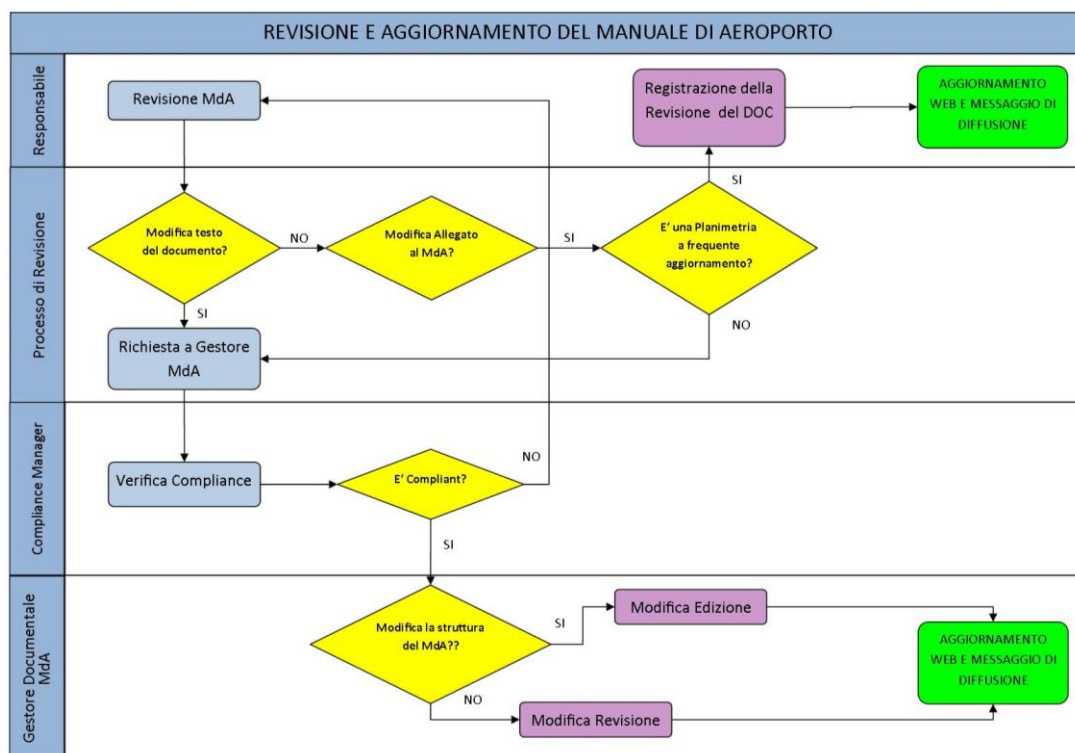 REVISIONE E AGGIORNAMENTO DEL MANUALE DI AEROPORTO
Responsabile
Revisione MdA
Registrazione della
Revisione del DOC
AGGIORNAMENTO
WEB E MESSAGGIO DI
DIFFUSIONE
Processo di Revisione
SI
Modifica testo
del documento?
NO
Modifica Allegato
al MdA?
SI
E' una Planimetria
a frequente
aggiornamento?
SI
NO
Richiesta a Gestore
MdA
Compliance Manager
Verifica Compliance
E' Compliant?
NO
SI
Gestore Documentale
MdA
Modifica la struttura
del MdA??
SI
Modifica Edizione
NO
Modifica Revisione
AGGIORNAMENTO
WEB E MESSAGGIO DI
DIFFUSIONE